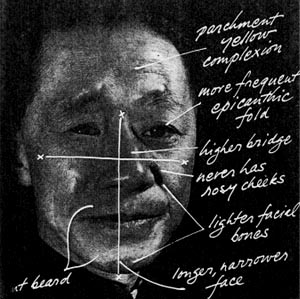 parchment
yellow
complexion
more frequent
epicanthic
fold
higher bridge
never has
rosy cheeks
lighter facial
bones
longer, narrower
face
beard